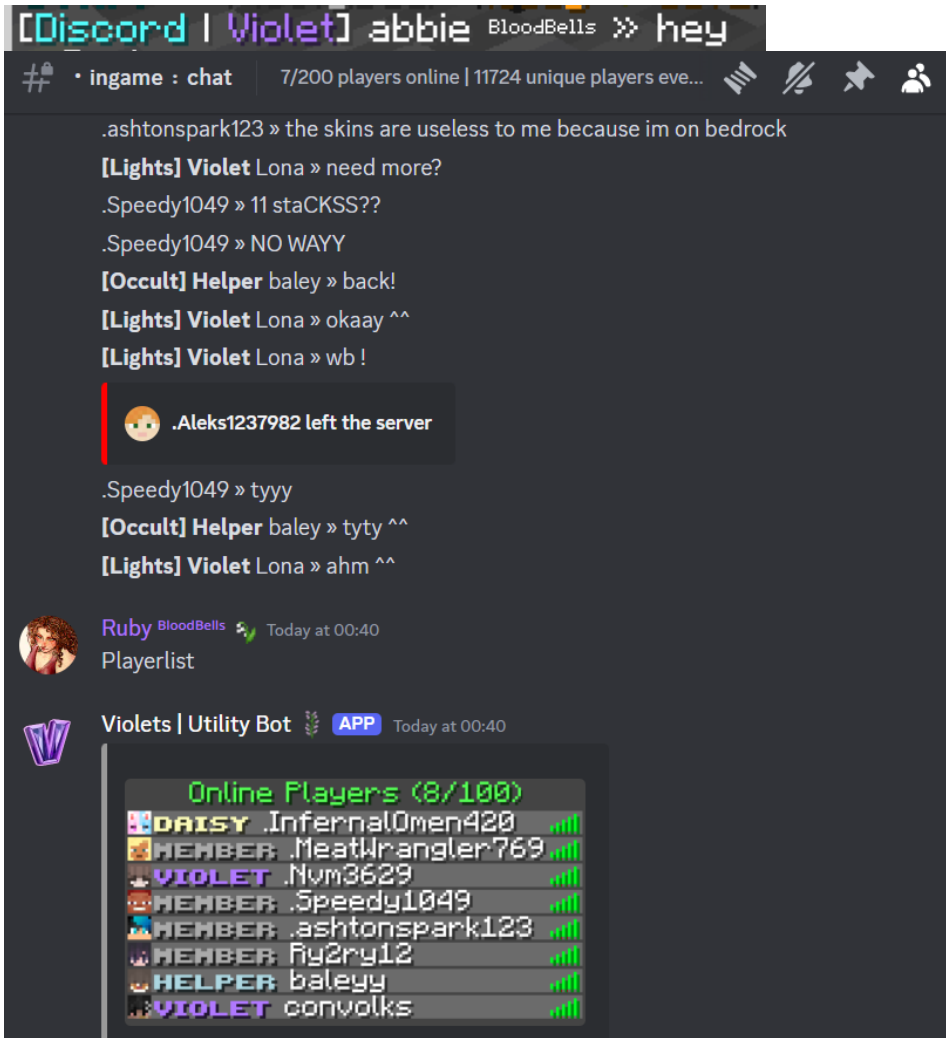 [Discord | Violet] abbie BloodBells >> hey
• ingame : chat 7/200 players online | 11724 unique players eve...
.ashtonspark123 » the skins are useless to me because im on bedrock
[Lights] Violet Lona » need more?
.Speedy1049 » 11 staCKSS??
.Speedy1049 » NO WAYY
[Occult] Helper baley » back!
[Lights] Violet Lona » okaay ^^
[Lights] Violet Lona » wb !
.Aleks1237982 left the server
.Speedy1049 » tyyy
[Occult] Helper baley » tyty ^^
[Lights] Violet Lona » ahm ^^
Ruby BloodBells Today at 00:40
Playerlist
Violets | Utility Bot APP Today at 00:40
Online Players (8/100)
DAISY .InfernalOmen420
MEMBER .MeatWrangler769
VIOLET .Nvm3629
MEMBER .Speedy1049
MEMBER .ashtonspark123
MEMBER Ry2ry12
HELPER baleyy
VIOLET convolks